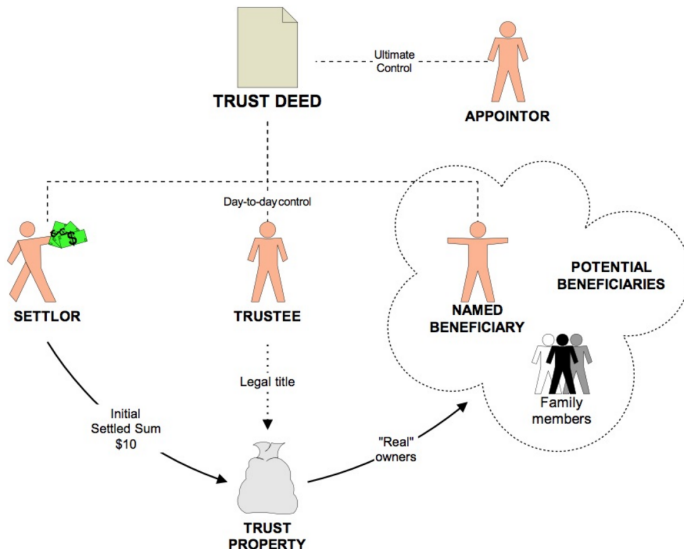 Ultimate
Control
TRUST DEED
APPOINTOR
Day-to-day control
$
POTENTIAL
BENEFICIARIES
SETTLOR
TRUSTEE
NAMED
BENEFICIARY
Legal title
Family
members
Initial
Settled Sum
$10
"Real"
owners
TRUST
PROPERTY